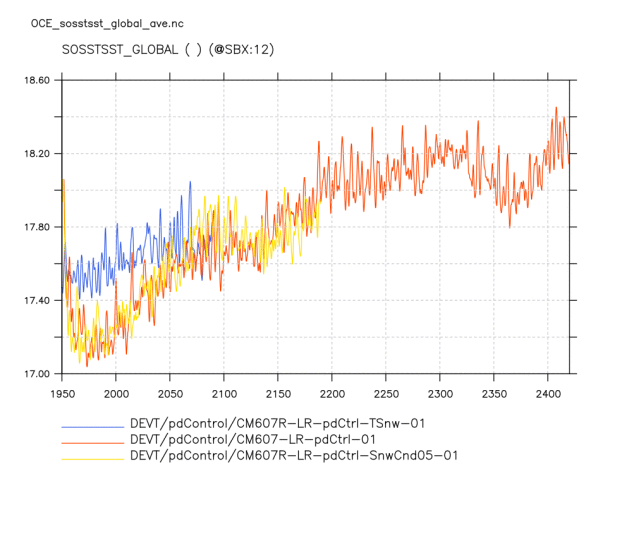 OCE_sosstsst_global_ave.nc
SOSSTSST_GLOBAL ( ) (@SBX:12)
18.60
18.20
17.80
17.40
17.00
1950 2000 2050 2100 2150 2200 2250 2300 2350 2400
DEVT/pdControl/CM607R-LR-pdCtrl-TSnw-01
DEVT/pdControl/CM607-LR-pdCtrl-01
DEVT/pdControl/CM607R-LR-pdCtrl-SnwCnd05-01